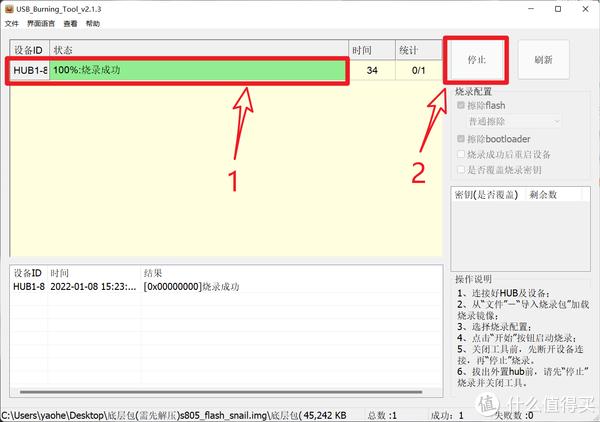 USB_Burning_Tool_v2.1.3
文件 界面语言 查看 帮助
设备ID 状态 时间 统计
HUB1-8 100%:烧录成功 34 0/1
停止 刷新
1 2
烧录配置
擦除flash
普通擦除
擦除bootloader
烧录成功后重启设备
是否覆盖烧录密钥
密钥(是否覆盖) 剩余数
设备ID 时间 结果
HUB1-8 2022-01-08 15:23:... [0x00000000]烧录成功
操作说明
1、连接好HUB及设备；
2、从“文件”—“导入烧录包”加载
烧录镜像；
3、选择烧录配置；
4、点击“开始”按钮启动烧录；
5、关闭工具前，先断开设备连
接，再“停止”烧录。
6、拔出外置hub前，请先“停止”
烧录并关闭工具。
C:\Users\yaohe\Desktop\底层包(需先解压)s805_flash_snail.img\底层包( 45,242 KB 总数 :1 成功：1 失败数 :0
值 什么值得买